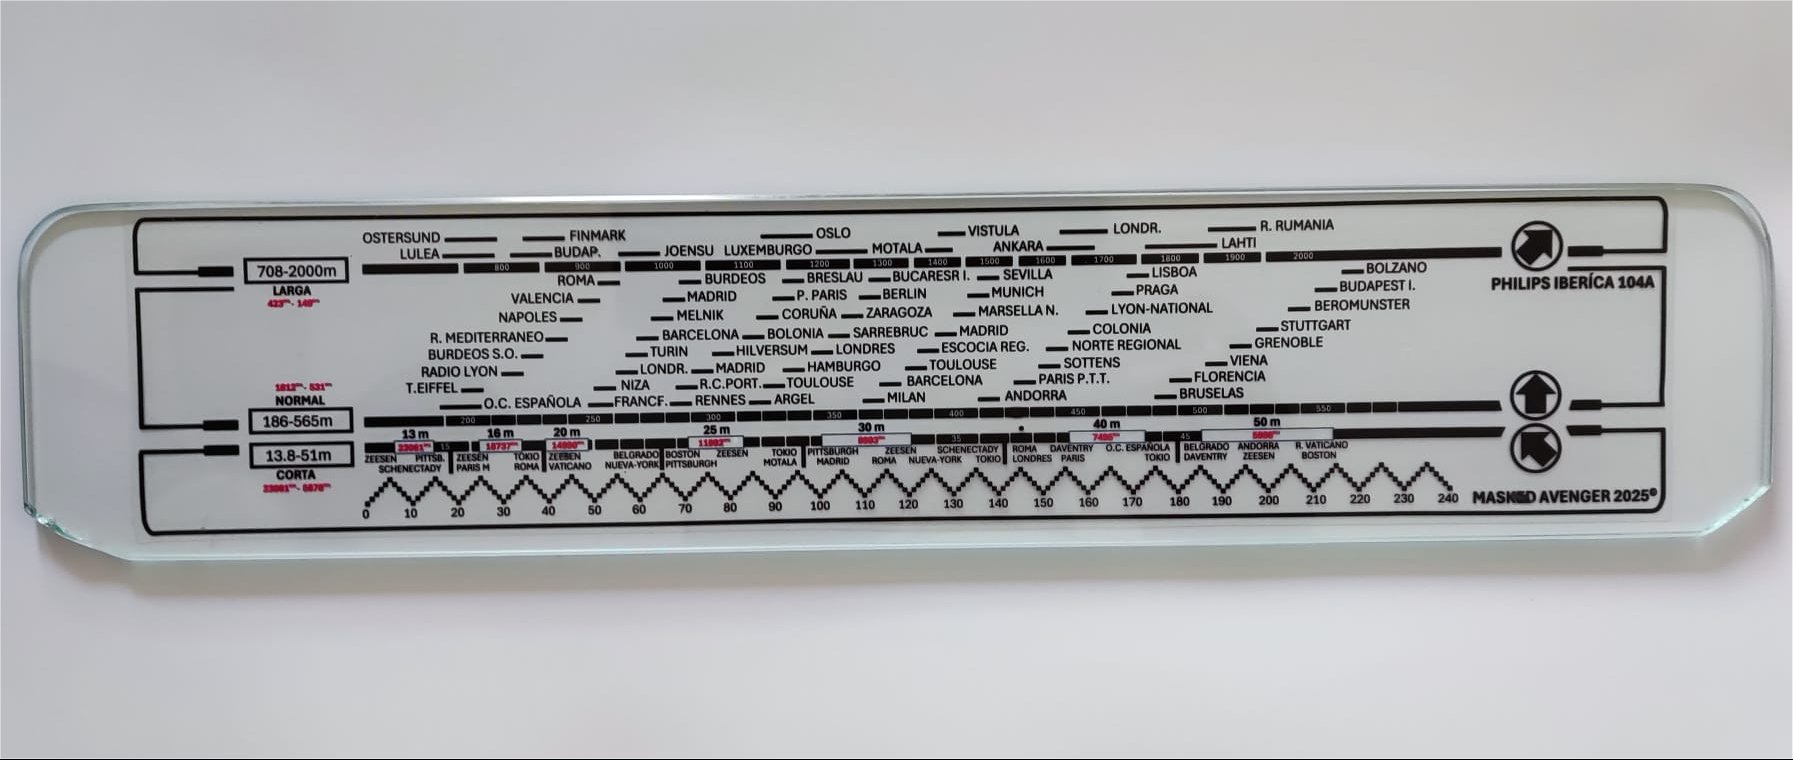 OSTERSUND FINMARK OSLO VISTULA LONDR. R. RUMANIA
LULEA BUDAP. JOENSU LUXEMBURGO MOTALA ANKARA LAHTI
708-2000m 800 900 1000 1100 1200 1300 1400 1500 1600 1700 1800 1900 2000
LARGA
ROMA BURDEOS BRESLAU BUCARESR I. SEVILLA LISBOA BOLZANO
PHILIPS IBERÍCA 104A
VALENCIA MADRID P. PARIS BERLIN MUNICH PRAGA BUDAPEST I.
NAPOLES MELNIK CORUÑA ZARAGOZA MARSELLA N. LYON-NATIONAL BEROMUNSTER
R. MEDITERRANEO BARCELONA BOLONIA SARREBRUC MADRID COLONIA STUTTGART
BURDEOS S.O. TURIN HILVERSUM LONDRES ESCOCIA REG. NORTE REGIONAL GRENOBLE
RADIO LYON LONDR. MADRID HAMBURGO TOULOUSE SOTTENS VIENA
T.EIFFEL NIZA R.C.PORT. TOULOUSE BARCELONA PARIS P.T.T. FLORENCIA
O.C. ESPAÑOLA FRANCF. RENNES ARGEL MILAN ANDORRA BRUSELAS
NORMAL
186-565m 200 250 300 350 400 450 500 550
13 m 16 m 20 m 25 m 30 m 40 m 50 m
13.8-51m 15 35 45
CORTA
ZEESEN PITTSB. ZEESEN TOKIO ZEEBEN BELGRADO BOSTON ZEESEN TOKIO PITTSBURGH ZEESEN SCHENECTADY ROMA DAVENTRY O.C. ESPAÑOLA BELGRADO ANDORRA R. VATICANO
SCHENECTADY PARIS M ROMA VATICANO NUEVA-YORK PITTSBURGH MOTALA MADRID ROMA NUEVA-YORK TOKIO LONDRES PARIS TOKIO DAVENTRY ZEESEN BOSTON
0 10 20 30 40 50 60 70 80 90 100 110 120 130 140 150 160 170 180 190 200 210 220 230 240
MASKED AVENGER 2025®